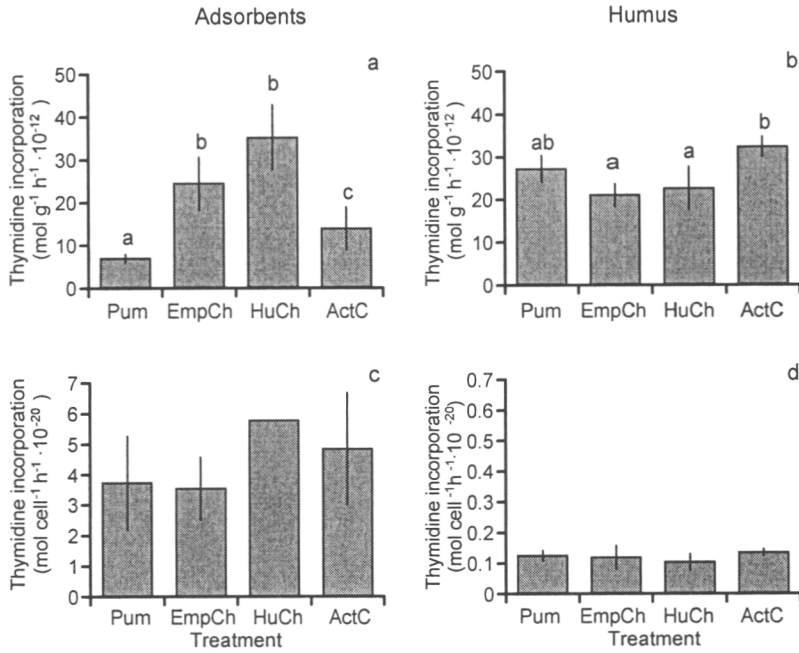 Adsorbents
Humus
a
Thymidine incorporation
(mol g⁻¹ h⁻¹ ·10⁻¹²)
50
40
30
20
10
0
a
b
b
c
Pum EmpCh HuCh ActC
b
Thymidine incorporation
(mol g⁻¹ h⁻¹ ·10⁻¹²)
50
40
30
20
10
0
ab
a
a
b
Pum EmpCh HuCh ActC
c
Thymidine incorporation
(mol cell⁻¹ h⁻¹ ·10⁻²⁰)
7
6
5
4
3
2
1
0
Pum EmpCh HuCh ActC
Treatment
d
Thymidine incorporation
(mol cell⁻¹h⁻¹·10⁻²⁰)
0.7
0.6
0.5
0.4
0.3
0.2
0.1
0
Pum EmpCh HuCh ActC
Treatment